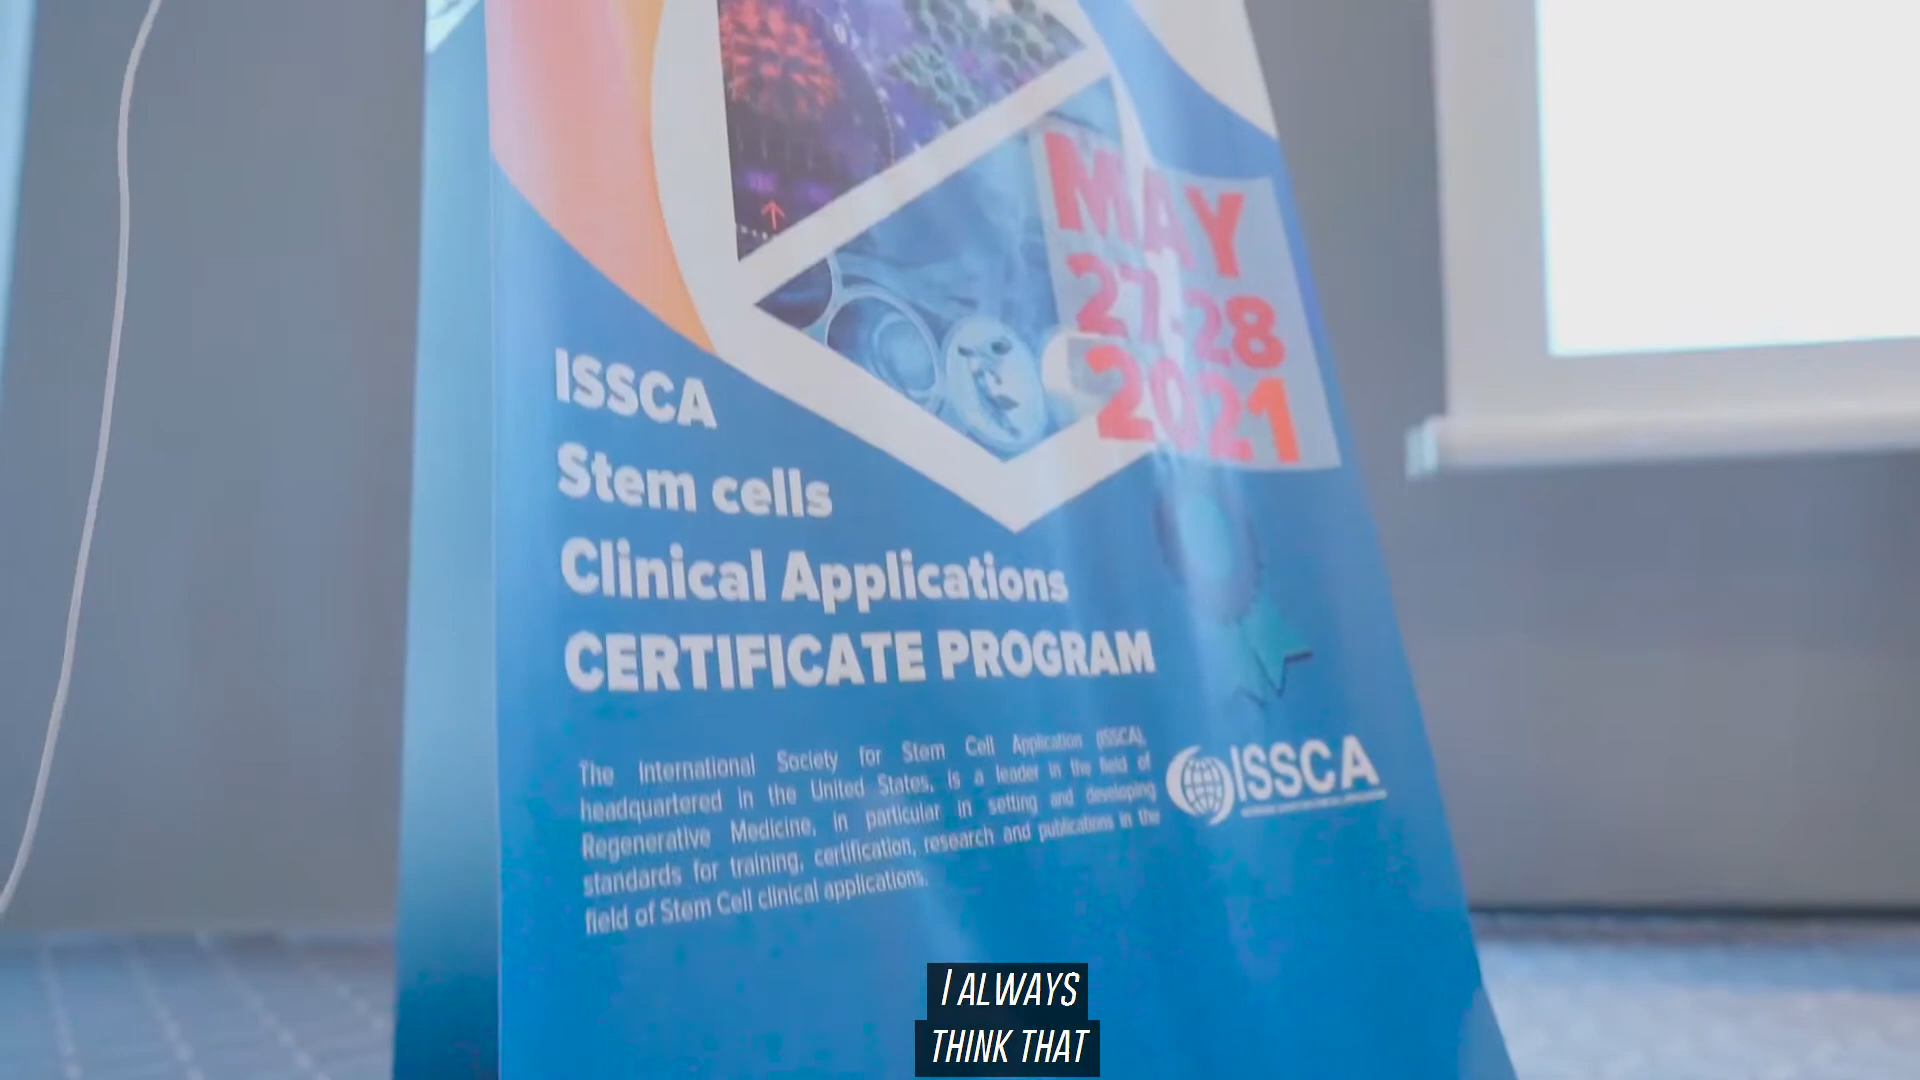 MAY
27-28
2021
ISSCA
Stem cells
Clinical Applications
CERTIFICATE PROGRAM
The International Society for Stem Cell Application (ISSCA),
headquartered in the United States, is a leader in the field of
Regenerative Medicine, in particular in setting and developing
standards for training, certification, research and publications in the
field of Stem Cell clinical applications.
ISSCA
I ALWAYS
THINK THAT